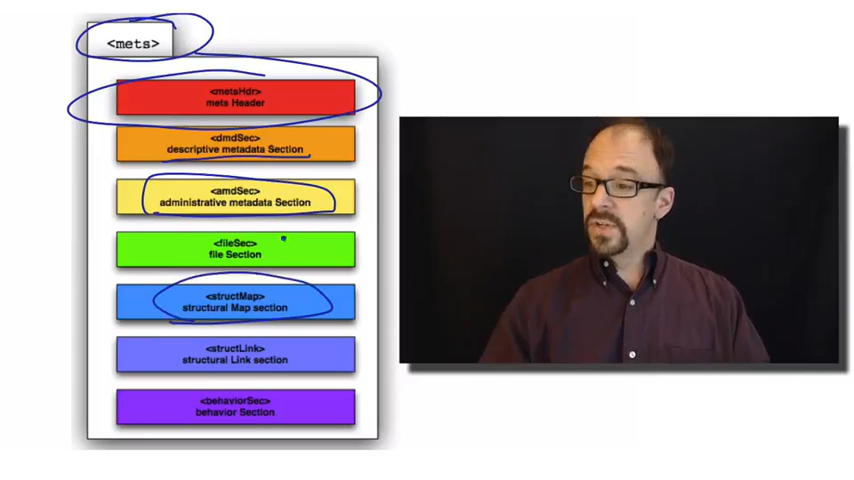 <mets>
<metsHdr>
mets Header
<dmdSec>
descriptive metadata Section
<amdSec>
administrative metadata Section
<fileSec>
file Section
<structMap>
structural Map section
<structLink>
structural Link section
<behaviorSec>
behavior Section